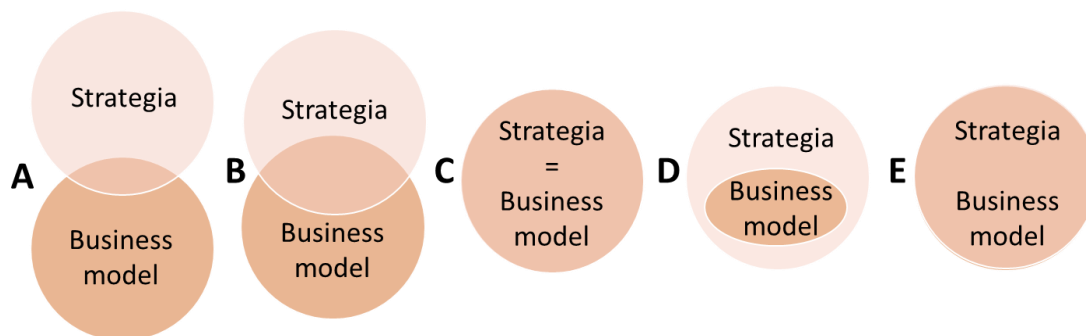 A
Strategia
Business
model
B
Strategia
Business
model
C
Strategia
=
Business
model
D
Strategia
Business
model
E
Strategia
Business
model